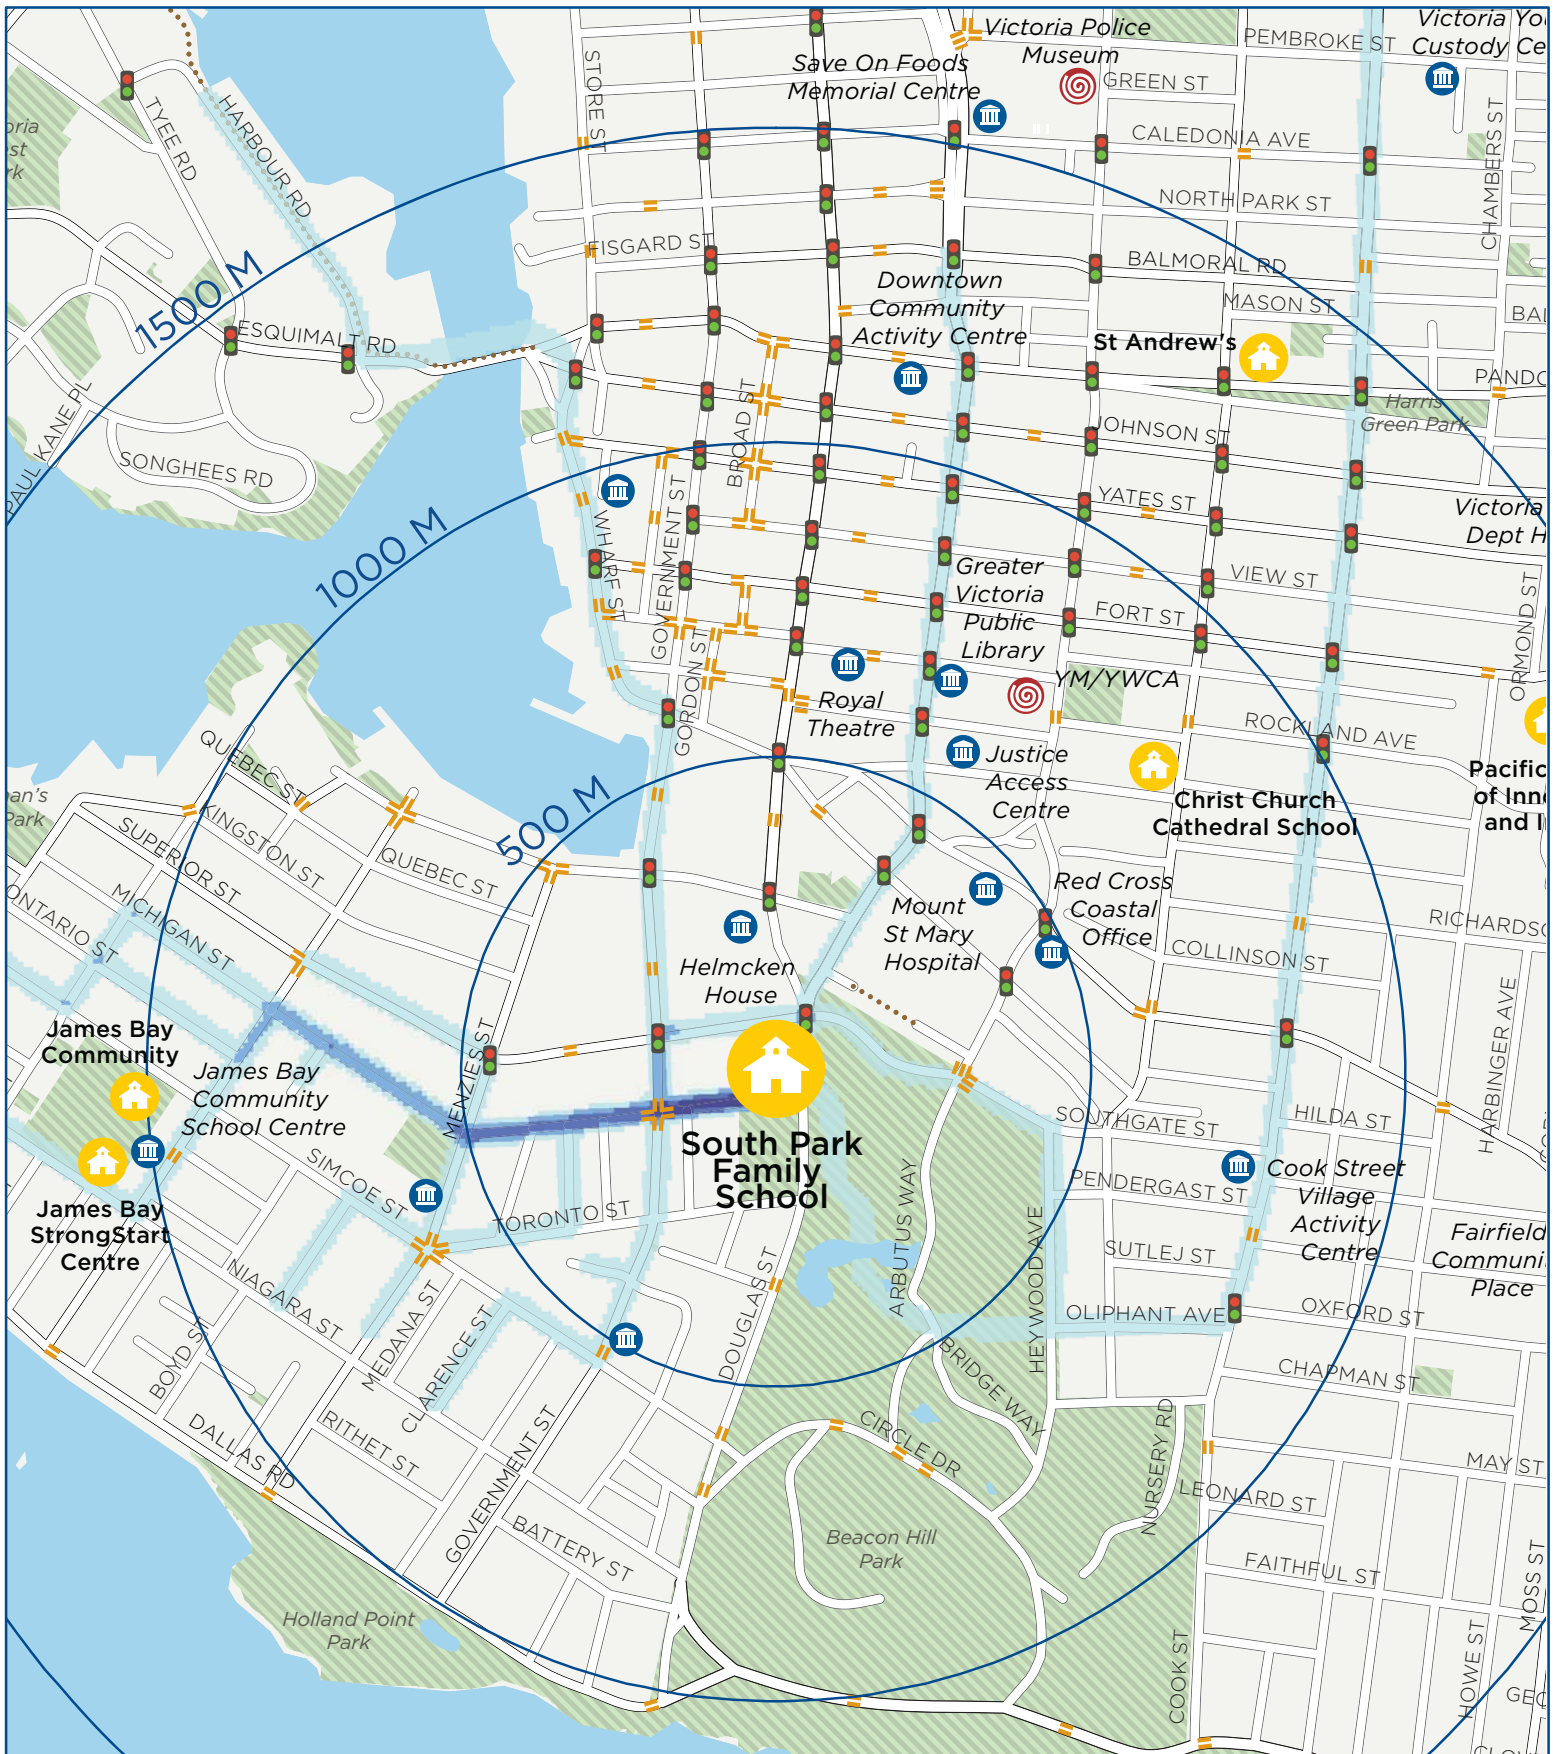 Victoria Police
Museum
Victoria
Custody
PEMBROKE ST
Save On Foods
Memorial Centre
GREEN ST
STORE ST
TYEE RD
HARBOUR RD
CALEDONIA AVE
CHAMBERS ST
NORTH PARK ST
FISGARD ST
BALMORAL RD
1500 M
Downtown
Community
Activity Centre
MASON ST
ESQUIMALT RD
St Andrew's
PAUL KANE PL
BROAD ST
Harris
Green Park
JOHNSON ST
SONGHEES RD
YATES ST
Victoria
Dept
1000 M
WHARF ST
GOVERNMENT ST
Greater
Victoria
Public
Library
VIEW ST
FORT ST
ORMOND ST
GORDON ST
YM/YWCA
Royal
Theatre
ROCKLAND AVE
QUEBEC ST
Justice
Access
Centre
Pacific
of
and
Christ Church
Cathedral School
Park
KINGSTON ST
500 M
SUPERIOR ST
QUEBEC ST
MICHIGAN ST
ONTARIO ST
Red Cross
Coastal
Office
Mount
St Mary
Hospital
COLLINSON ST
Helmcken
House
HARBINGER AVE
James Bay
Community
James Bay
Community
School Centre
MENZIES ST
SOUTHGATE ST
HILDA ST
South Park
Family
School
SIMCOE ST
PENDERGAST ST
Cook Street
Village
Activity
Centre
James Bay
StrongStart
Centre
TORONTO ST
ARBUTUS WAY
HEYWOOD AVE
SUTLEJ ST
Fairfield
Place
NIAGARA ST
MEDANA ST
DOUGLAS ST
OLIPHANT AVE
OXFORD ST
BOYD ST
CLARENCE ST
BRIDGE WAY
CHAPMAN ST
DALLAS RD
RITHET ST
CIRCLE DR
NURSERY RD
MAY ST
GOVERNMENT ST
LEONARD ST
BATTERY ST
Beacon Hill
Park
FAITHFUL ST
MOSS ST
Holland Point
Park
COOK ST
HOWE ST